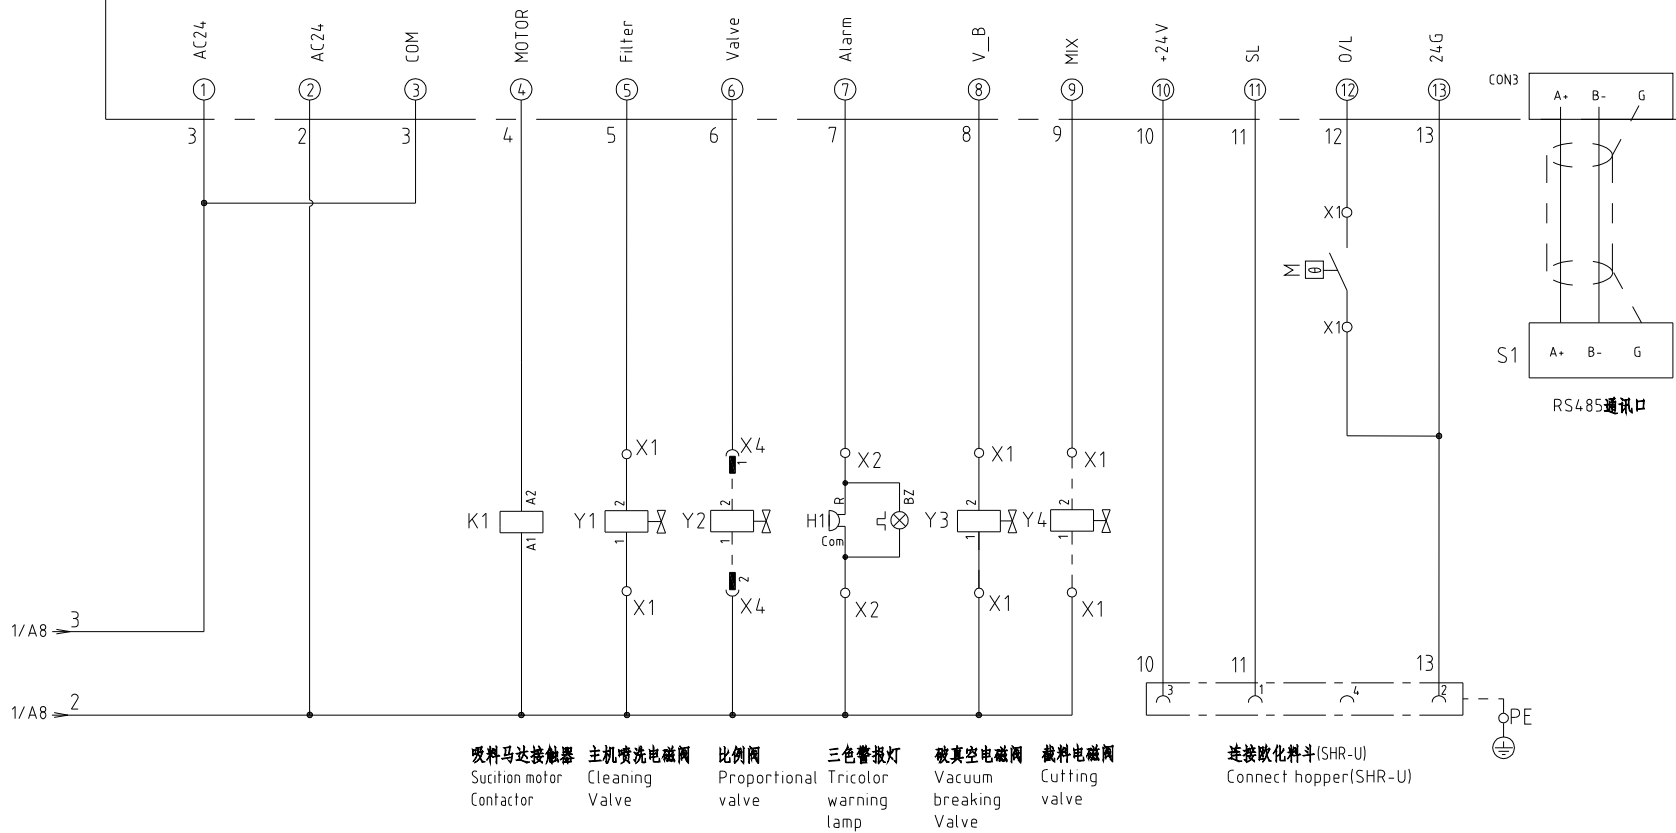 AC24 AC24 COM MOTOR Filter Valve Alarm V_B MIX +24V SL O/L 24G
1 2 3 4 5 6 7 8 9 10 11 12 13
CON3 A+ B- G
3 2 3 4 5 6 7 8 9 10 11 12 13
X1
M θ
X1
S1 A+ B- G
RS485通讯口
X1 X4 X2 X1 X1
1
A2 2 2 R BZ 2 2
K1 Y1 Y2 H1 Y3 Y4
A1 1 1 Com 1 1
2
X1 X4 X2 X1 X1
1/A8 3
10 11 13
3 1 4 2
1/A8 2
PE
吸料马达接触器 主机喷洗电磁阀 比例阀 三色警报灯 破真空电磁阀 截料电磁阀 连接欧化料斗(SHR-U)
Sucition motor Cleaning Proportional Tricolor Vacuum Cutting Connect hopper(SHR-U)
Contactor Valve valve warning breaking valve
lamp Valve